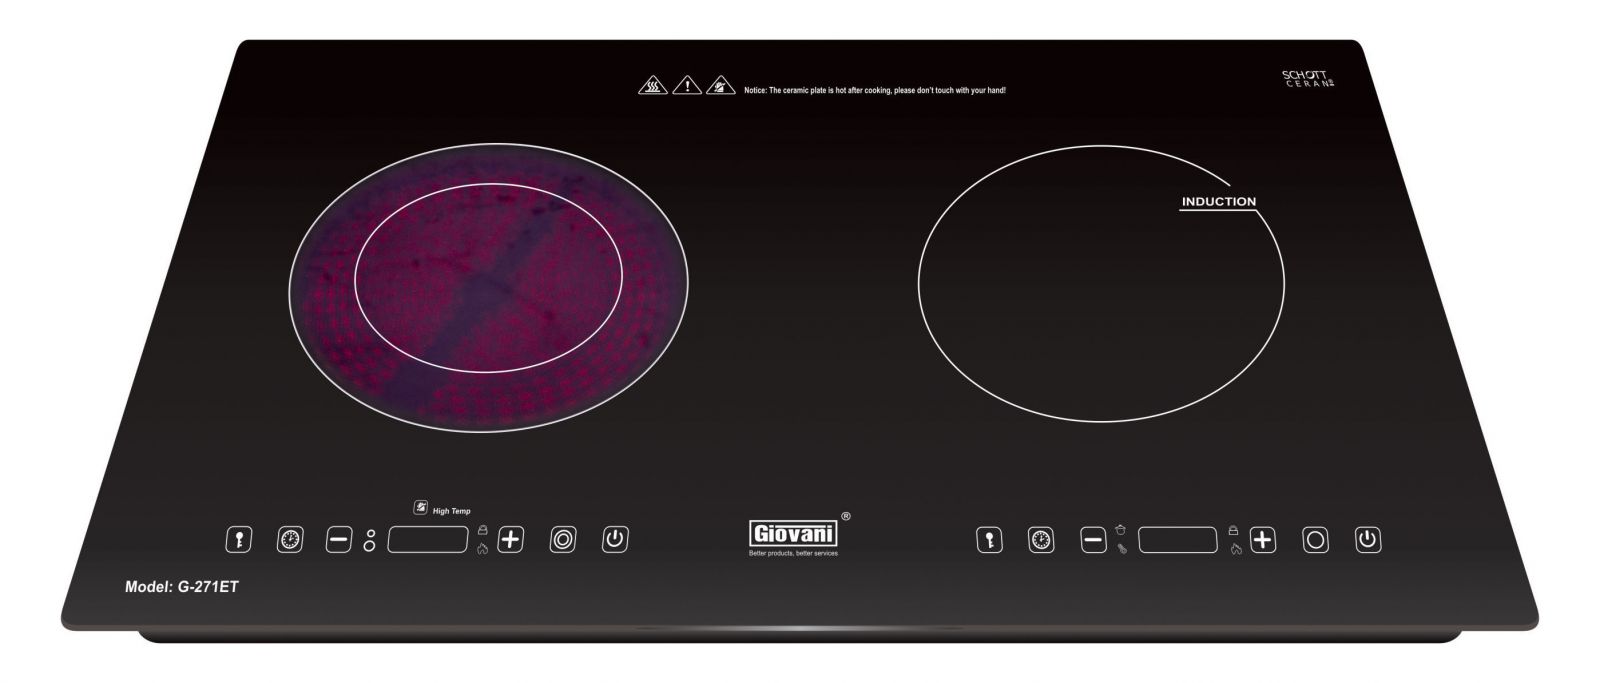 SCHOTT
CERAN®
Notice: The ceramic plate is hot after cooking, please don't touch with your hand!
INDUCTION
High Temp
Giovani®
Better products, better services
Model: G-271ET